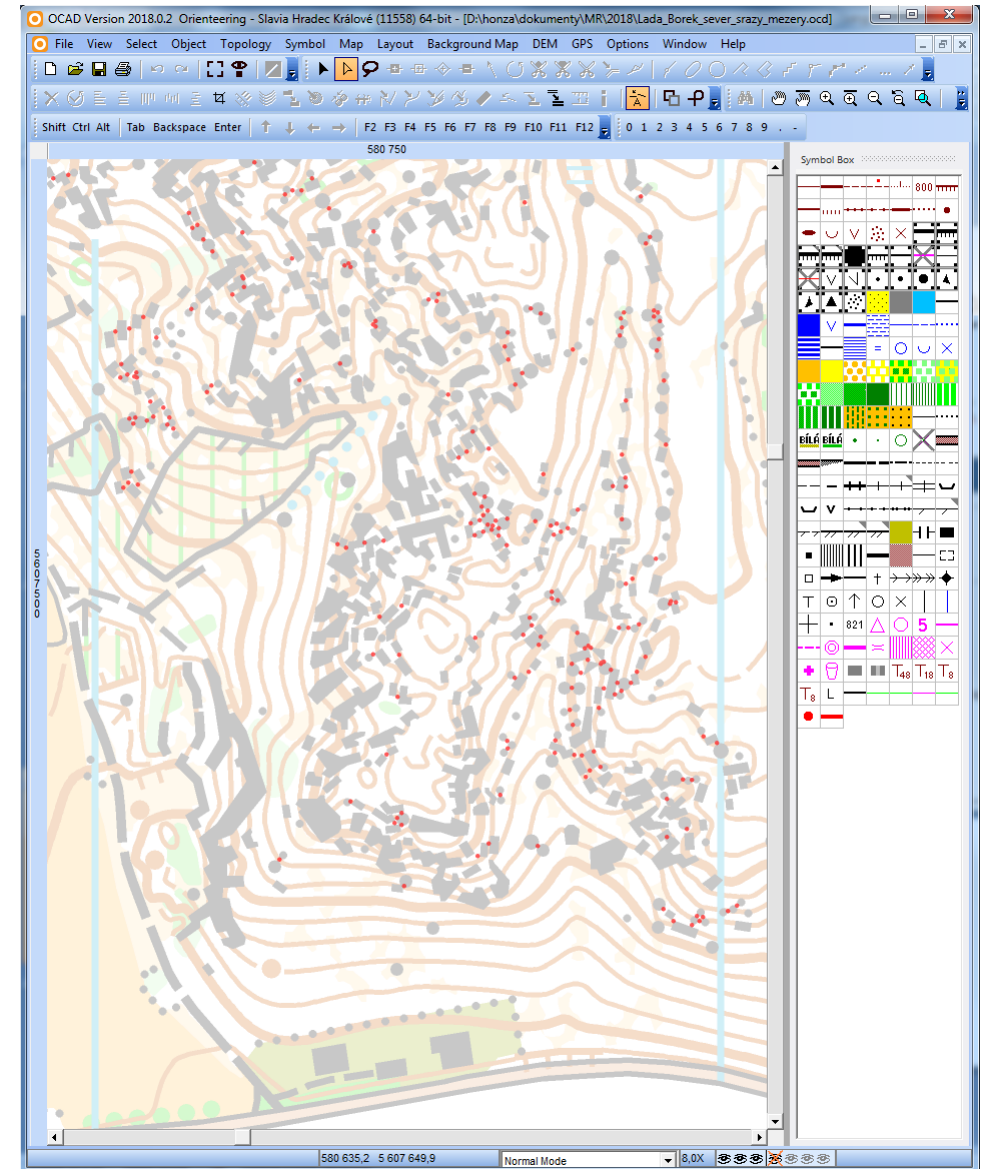 OCAD Version 2018.0.2 Orienteering - Slavia Hradec Králové (11558) 64-bit - [D:\honza\dokumenty\MR\2018\Lada_Borek_sever_srazy_mezery.ocd]
File View Select Object Topology Symbol Map Layout Background Map DEM GPS Options Window Help
Shift Ctrl Alt Tab Backspace Enter F2 F3 F4 F5 F6 F7 F8 F9 F10 F11 F12 0 1 2 3 4 5 6 7 8 9 . -
580 750
Symbol Box
800
BÍLÁ BÍLÁ
5607500
821 5
T48 T18 T8
T8 L
580 635,2 5 607 649,9 Normal Mode 8,0X